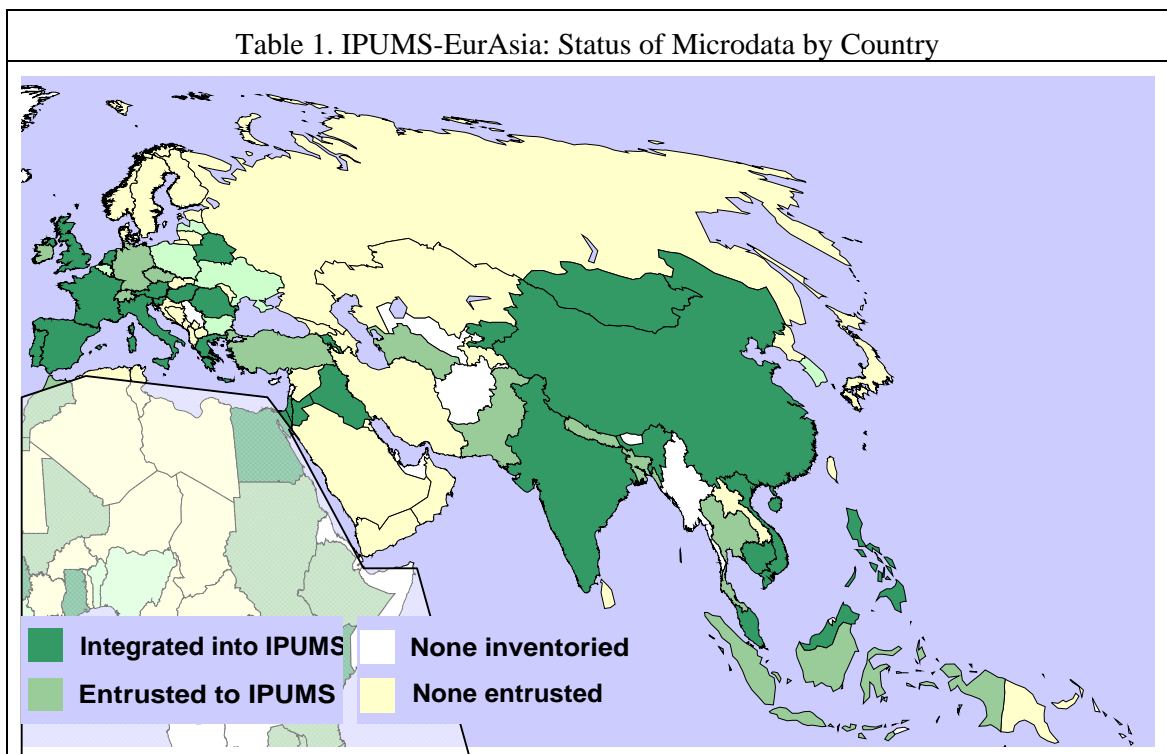 Table 1. IPUMS-EurAsia: Status of Microdata by Country
Integrated into IPUMS
None inventoried
Entrusted to IPUMS
None entrusted